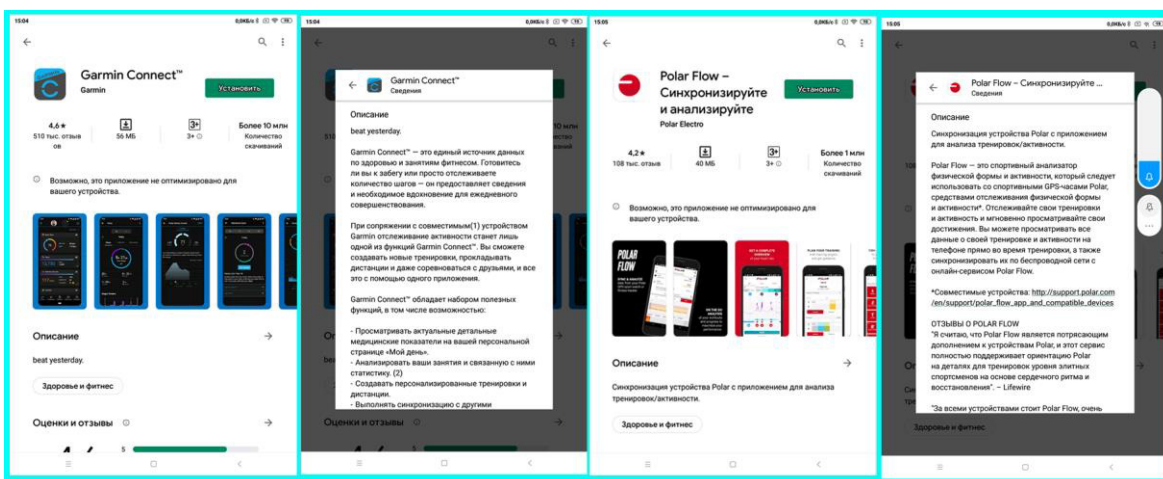 15:04
Garmin Connect™
Garmin
Установить
4,6★
510 тыс. отзыв
ов
56 МБ
3+
3+
Более 10 млн
Количество
скачиваний
Возможно, это приложение не оптимизировано для
вашего устройства.
Описание
beat yesterday.
Здоровье и фитнес
Оценки и отзывы
5
15:04
Garmin Connect™
Сведения
Описание
beat yesterday.
Garmin Connect™ — это единый источник данных
по здоровью и занятиям фитнесом. Готовитесь
ли вы к забегу или просто отслеживаете
количество шагов — он предоставляет сведения
и необходимое вдохновение для ежедневного
совершенствования.
При сопряжении с совместимым(1) устройством
Garmin отслеживание активности станет лишь
одной из функций Garmin Connect™. Вы сможете
создавать новые тренировки, прокладывать
дистанции и даже соревноваться с друзьями, и все
это с помощью одного приложения.
Garmin Connect™ обладает набором полезных
функций, в том числе возможностью:
- Просматривать актуальные детальные
медицинские показатели на вашей персональной
странице «Мой день».
- Анализировать ваши занятия и связанную с ними
статистику. (2)
- Создавать персонализированные тренировки и
дистанции.
- Выполнять синхронизацию с другими
Оценки и отзывы
15:05
Polar Flow –
Синхронизируйте
и анализируйте
Polar Electro
Установить
4,2★
108 тыс. отзыв
40 МБ
3+
3+
Более 1 млн
Количество
скачиваний
Возможно, это приложение не оптимизировано для
вашего устройства.
POLAR
FLOW
Описание
Синхронизация устройства Polar с приложением для анализа
тренировок/активности.
Здоровье и фитнес
15:05
Polar Flow – Синхронизируйте ...
Сведения
Описание
Синхронизация устройства Polar с приложением
для анализа тренировок/активности.
Polar Flow — это спортивный анализатор
физической формы и активности, который следует
использовать со спортивными GPS-часами Polar,
средствами отслеживания физической формы
и активности*. Отслеживайте свои тренировки
и активность и мгновенно просматривайте свои
достижения. Вы можете просматривать все
данные о своей тренировке и активности на
телефоне прямо во время тренировки, а также
синхронизировать их по беспроводной сети с
онлайн-сервисом Polar Flow.
*Совместимые устройства: http://support.polar.com
/en/support/polar_flow_app_and_compatible_devices
ОТЗЫВЫ О POLAR FLOW
"Я считаю, что Polar Flow является потрясающим
дополнением к устройствам Polar, и этот сервис
полностью поддерживает ориентацию Polar
на деталях для тренировок уровня элитных
спортсменов на основе сердечного ритма и
восстановления". – Lifewire
"За всеми устройствами стоит Polar Flow, очень
Здоровье и фитнес